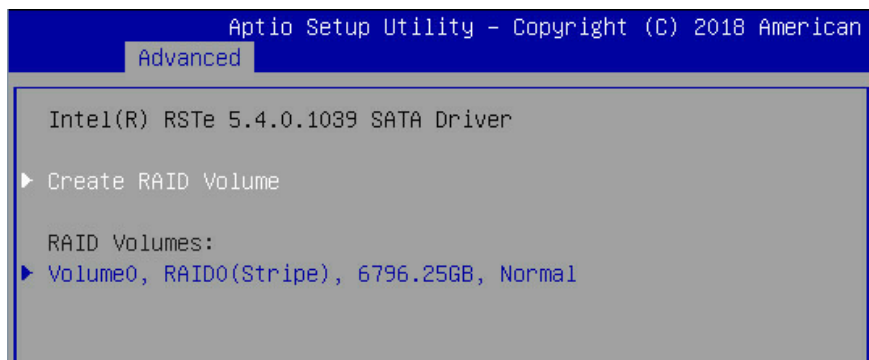 Aptio Setup Utility – Copyright (C) 2018 American
Advanced
Intel(R) RSTe 5.4.0.1039 SATA Driver
Create RAID Volume
RAID Volumes:
Volume0, RAID0(Stripe), 6796.25GB, Normal